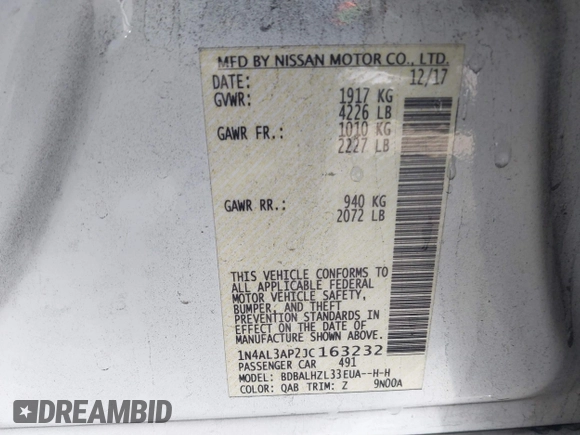 MFD BY NISSAN MOTOR CO., LTD.
DATE: 12/17
GVWR: 1917 KG
4226 LB
GAWR FR.: 1010 KG
2227 LB
GAWR RR.: 940 KG
2072 LB
THIS VEHICLE CONFORMS TO
ALL APPLICABLE FEDERAL
MOTOR VEHICLE SAFETY,
BUMPER, AND THEFT
PREVENTION STANDARDS IN
EFFECT ON THE DATE OF
MANUFACTURE SHOWN ABOVE.
1N4AL3AP2JC163232
PASSENGER CAR 491
MODEL: BDBALHZL33EUA--H-H
COLOR: QAB TRIM: Z 9N00A
© AUTOASTAT.COM